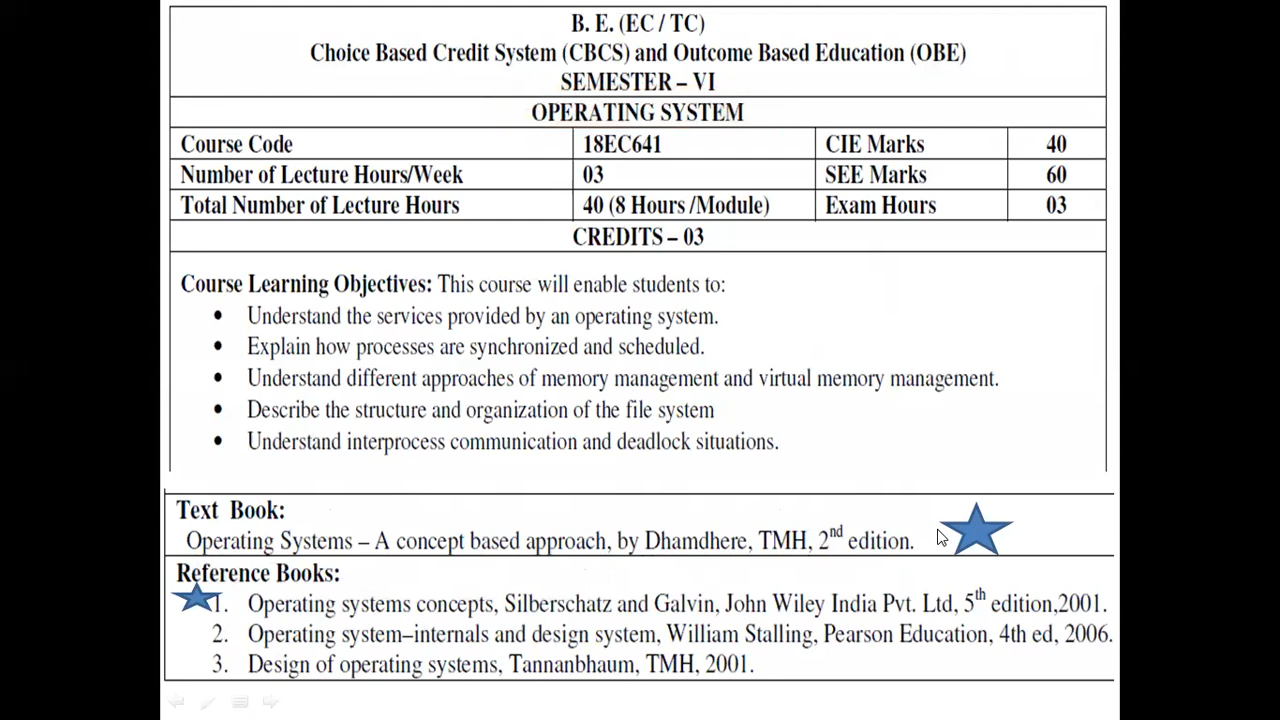 B. E. (EC / TC)
Choice Based Credit System (CBCS) and Outcome Based Education (OBE)
SEMESTER – VI
OPERATING SYSTEM
Course Code 18EC641 CIE Marks 40
Number of Lecture Hours/Week 03 SEE Marks 60
Total Number of Lecture Hours 40 (8 Hours /Module) Exam Hours 03
CREDITS – 03
Course Learning Objectives: This course will enable students to:
• Understand the services provided by an operating system.
• Explain how processes are synchronized and scheduled.
• Understand different approaches of memory management and virtual memory management.
• Describe the structure and organization of the file system
• Understand interprocess communication and deadlock situations.
Text Book:
Operating Systems – A concept based approach, by Dhamdhere, TMH, 2nd edition.
Reference Books:
1. Operating systems concepts, Silberschatz and Galvin, John Wiley India Pvt. Ltd, 5th edition,2001.
2. Operating system–internals and design system, William Stalling, Pearson Education, 4th ed, 2006.
3. Design of operating systems, Tannanbhaum, TMH, 2001.